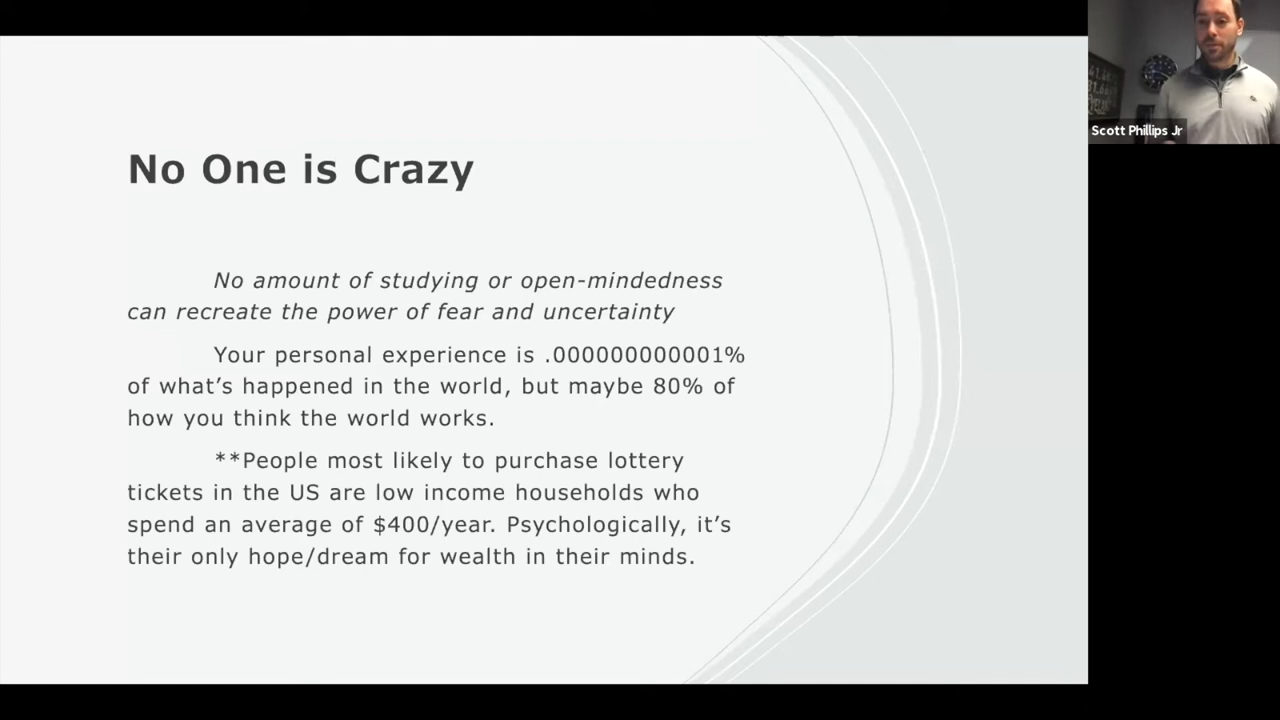 No One is Crazy
No amount of studying or open-mindedness
can recreate the power of fear and uncertainty
Your personal experience is .000000000001%
of what’s happened in the world, but maybe 80% of
how you think the world works.
**People most likely to purchase lottery
tickets in the US are low income households who
spend an average of $400/year. Psychologically, it’s
their only hope/dream for wealth in their minds.
Scott Phillips Jr